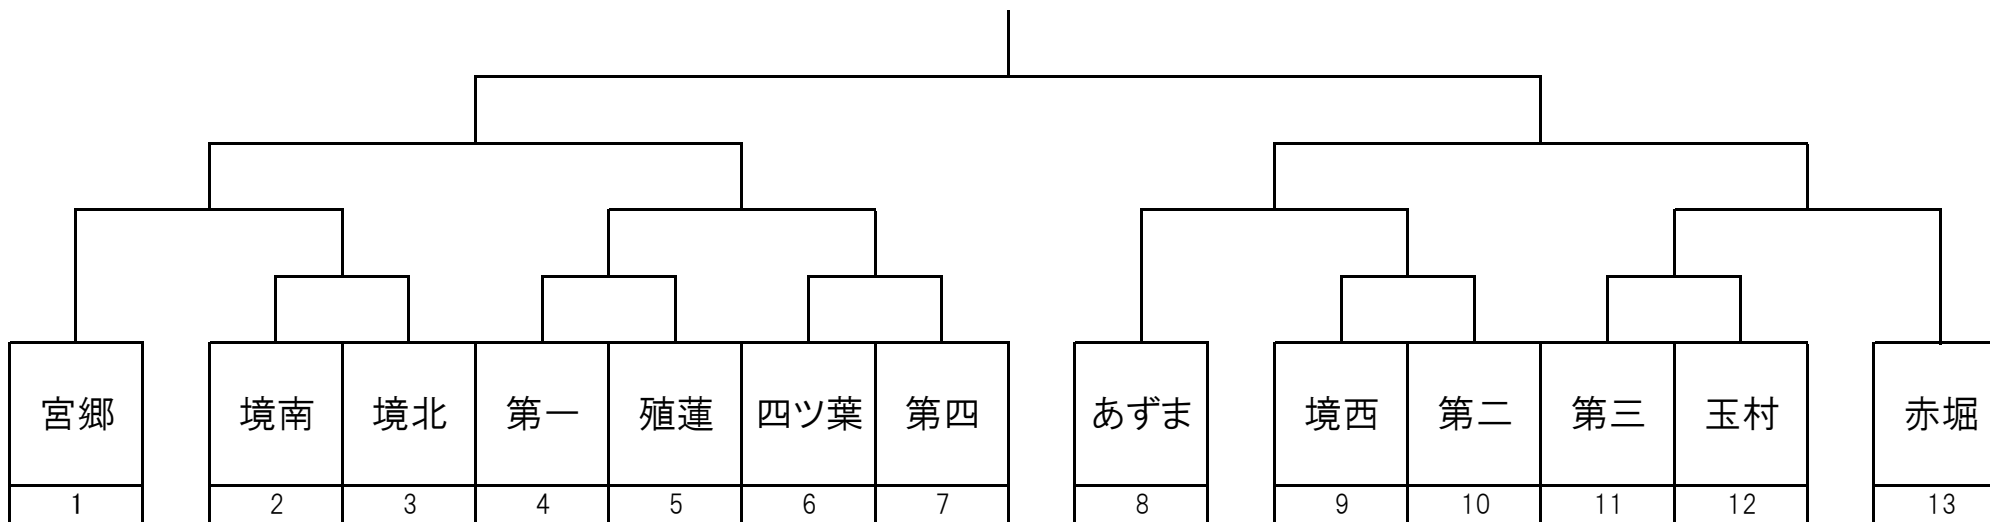 宮郷 境南 境北 第一 殖蓮 四ツ葉 第四 あずま 境西 第二 第三 玉村 赤堀
1 2 3 4 5 6 7 8 9 10 11 12 13